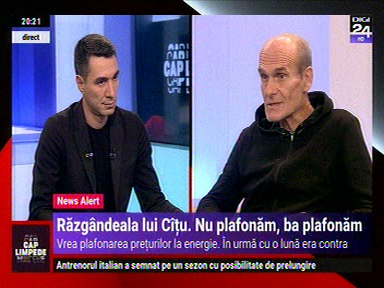 20:21
direct
DIGI
24
HD
CAP
LIMPEDE
News Alert
Răzgândeala lui Cîțu. Nu plafonăm, ba plafonăm
Vrea plafonarea prețurilor la energie. În urmă cu o lună era contra
CAP
LIMPEDE
Antrenorul italian a semnat pe un sezon cu posibilitate de prelungire